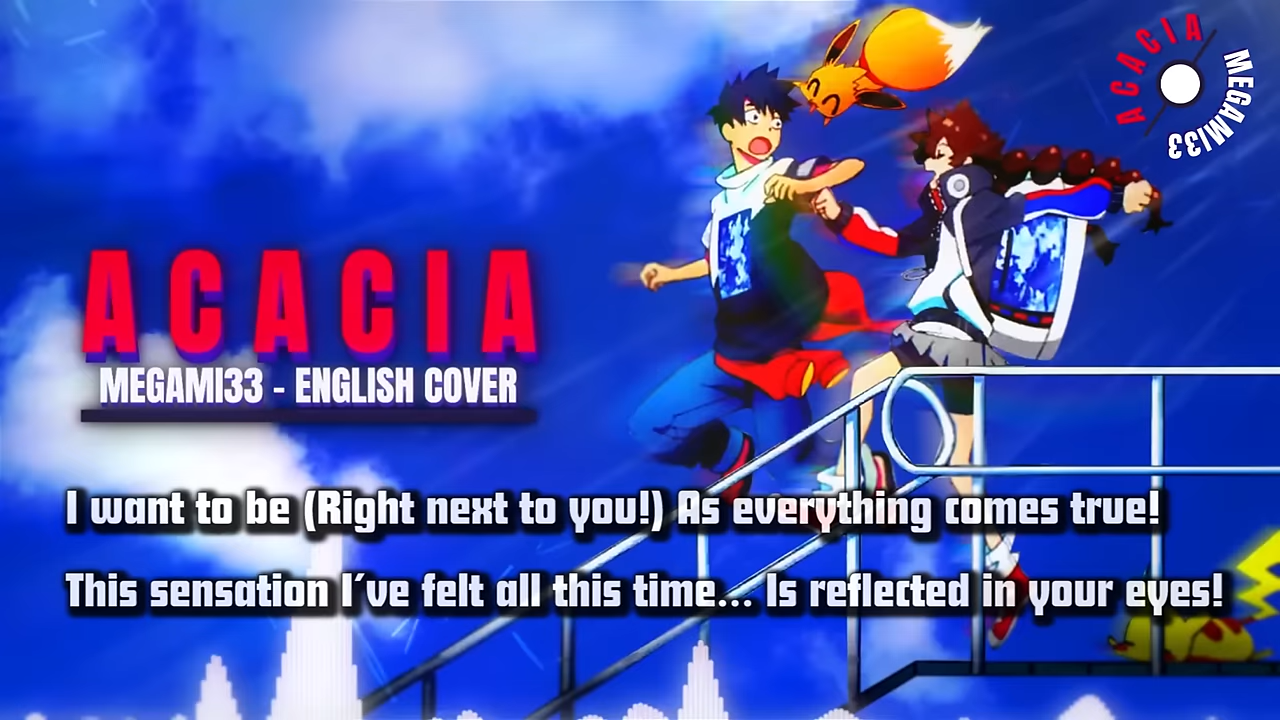 ACACIA
MEGAMI33
ACACIA
MEGAMI33 - ENGLISH COVER
I want to be (Right next to you!) As everything comes true!
This sensation I´ve felt all this time... Is reflected in your eyes!